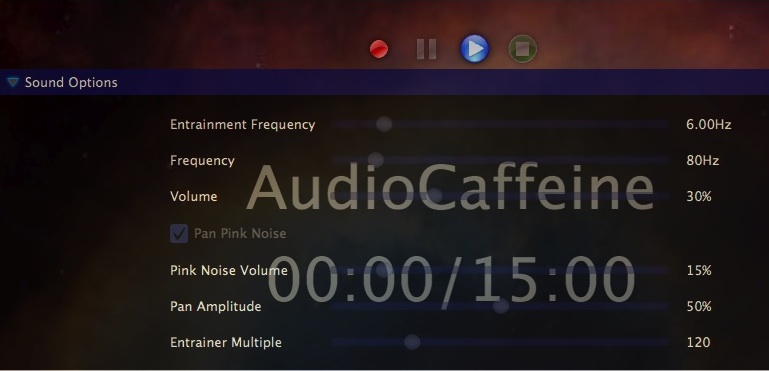 Sound Options
Entrainment Frequency 6.00Hz
Frequency 80Hz
AudioCaffeine
Volume 30%
Pan Pink Noise
Pink Noise Volume 15%
00:00/15:00
Pan Amplitude 50%
Entrainer Multiple 120